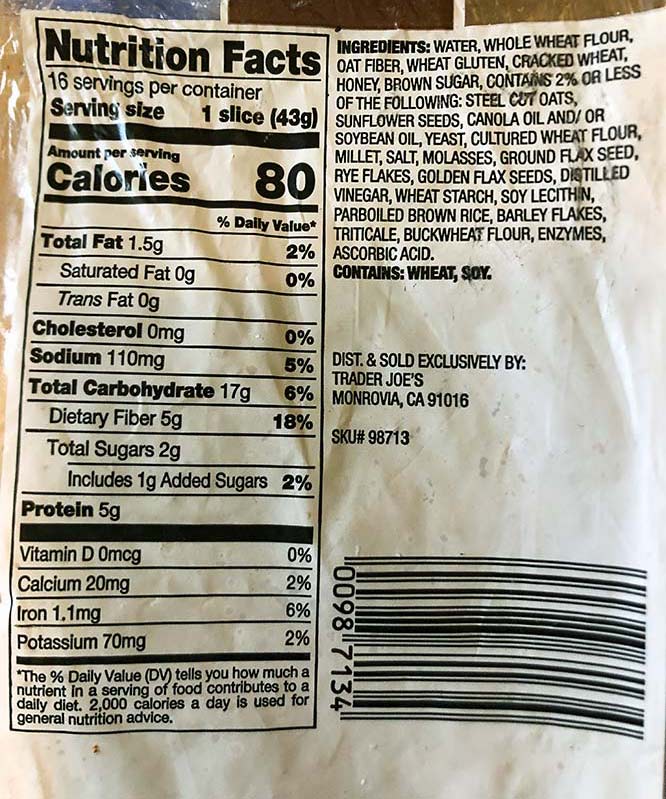 Nutrition Facts
16 servings per container
Serving size 1 slice (43g)
Amount per serving
Calories 80
% Daily Value*
Total Fat 1.5g 2%
Saturated Fat 0g 0%
Trans Fat 0g
Cholesterol 0mg 0%
Sodium 110mg 5%
Total Carbohydrate 17g 6%
Dietary Fiber 5g 18%
Total Sugars 2g
Includes 1g Added Sugars 2%
Protein 5g
Vitamin D 0mcg 0%
Calcium 20mg 2%
Iron 1.1mg 6%
Potassium 70mg 2%
*The % Daily Value (DV) tells you how much a
nutrient in a serving of food contributes to a
daily diet. 2,000 calories a day is used for
general nutrition advice.
INGREDIENTS: WATER, WHOLE WHEAT FLOUR,
OAT FIBER, WHEAT GLUTEN, CRACKED WHEAT,
HONEY, BROWN SUGAR, CONTAINS 2% OR LESS
OF THE FOLLOWING: STEEL CUT OATS,
SUNFLOWER SEEDS, CANOLA OIL AND/ OR
SOYBEAN OIL, YEAST, CULTURED WHEAT FLOUR,
MILLET, SALT, MOLASSES, GROUND FLAX SEED,
RYE FLAKES, GOLDEN FLAX SEEDS, DISTILLED
VINEGAR, WHEAT STARCH, SOY LECITHIN,
PARBOILED BROWN RICE, BARLEY FLAKES,
TRITICALE, BUCKWHEAT FLOUR, ENZYMES,
ASCORBIC ACID.
CONTAINS: WHEAT, SOY.
DIST. & SOLD EXCLUSIVELY BY:
TRADER JOE'S
MONROVIA, CA 91016
SKU# 98713
0098 7134